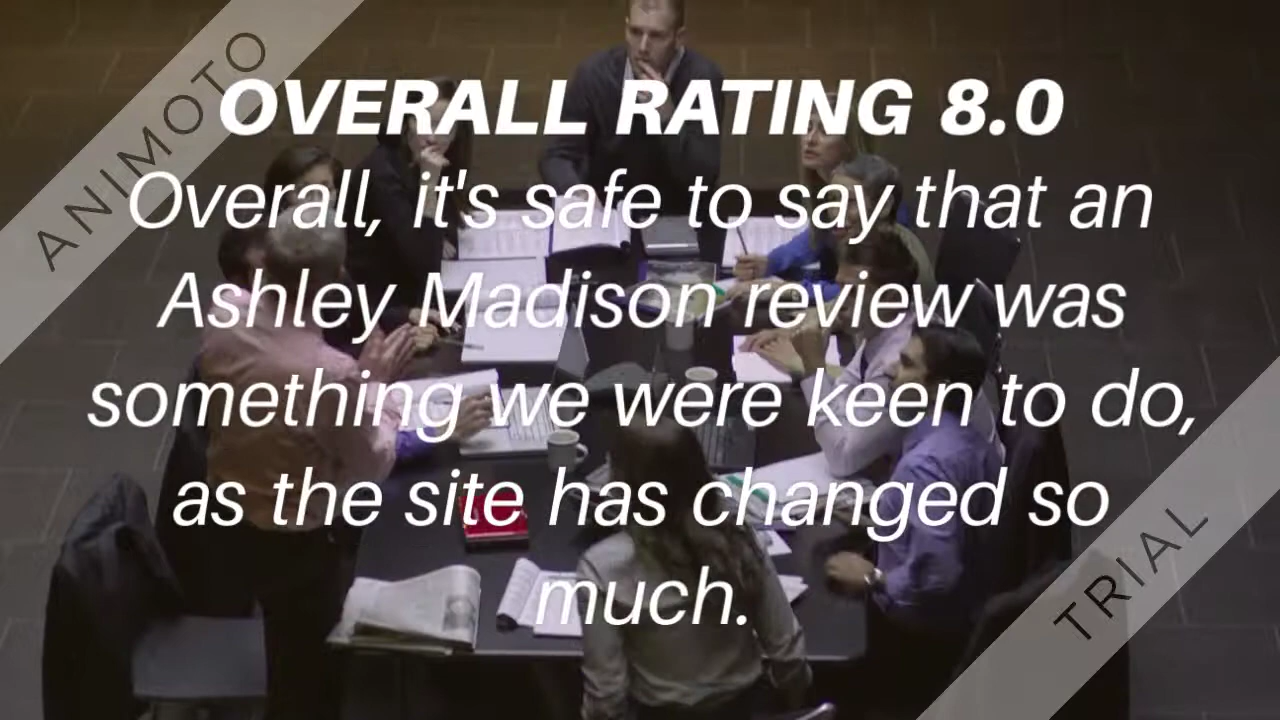 ANIMOTO
OVERALL RATING 8.0
Overall, it's safe to say that an
Ashley Madison review was
something we were keen to do,
as the site has changed so
much.
TRIAL